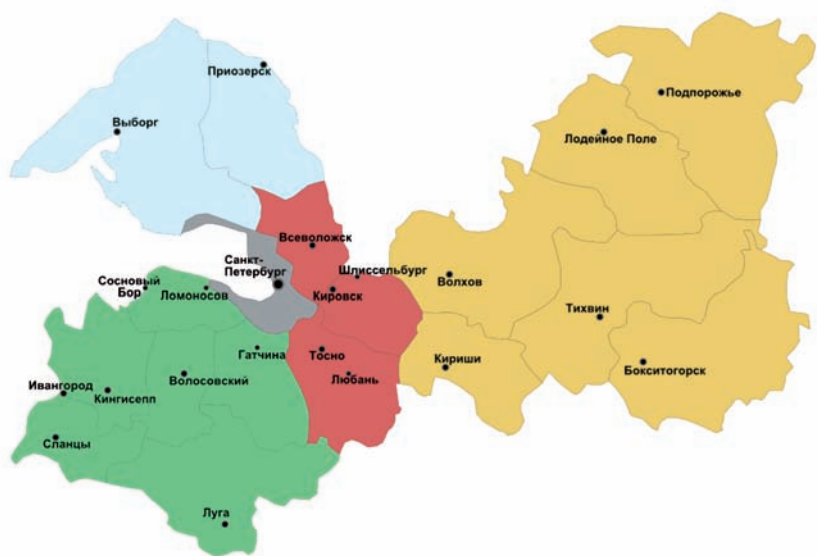 Приозерск
Подпорожье
Выборг
Лодейное Поле
Всеволожск
Санкт-
Петербург
Шлиссельбург
Волхов
Сосновый
Бор
Ломоносов
Кировск
Тихвин
Гатчина
Тосно
Кириши
Бокситогорск
Волосовский
Любань
Ивангород
Кингисепп
Сланцы
Луга